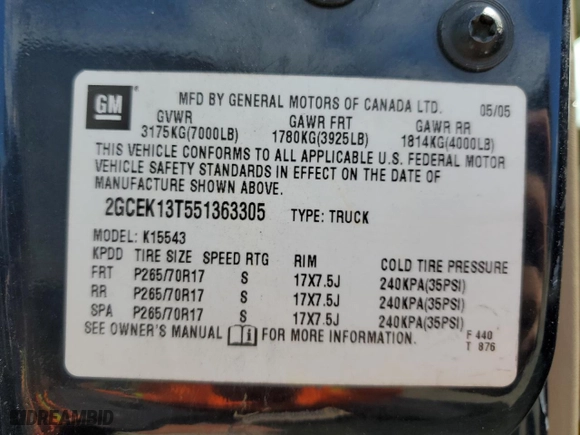 GM
MFD BY GENERAL MOTORS OF CANADA LTD. 05/05
GVWR GAWR FRT GAWR RR
3175KG(7000LB) 1780KG(3925LB) 1814KG(4000LB)
THIS VEHICLE CONFORMS TO ALL APPLICABLE U.S. FEDERAL MOTOR
VEHICLE SAFETY STANDARDS IN EFFECT ON THE DATE OF
MANUFACTURE SHOWN ABOVE.
2GCEK13T551363305 TYPE: TRUCK
MODEL: K15543
KPDD TIRE SIZE SPEED RTG RIM COLD TIRE PRESSURE
FRT P265/70R17 S 17X7.5J 240KPA(35PSI)
RR P265/70R17 S 17X7.5J 240KPA(35PSI)
SPA P265/70R17 S 17X7.5J 240KPA(35PSI)
SEE OWNER'S MANUAL i FOR MORE INFORMATION.
F 440
T 876
DREAMBID